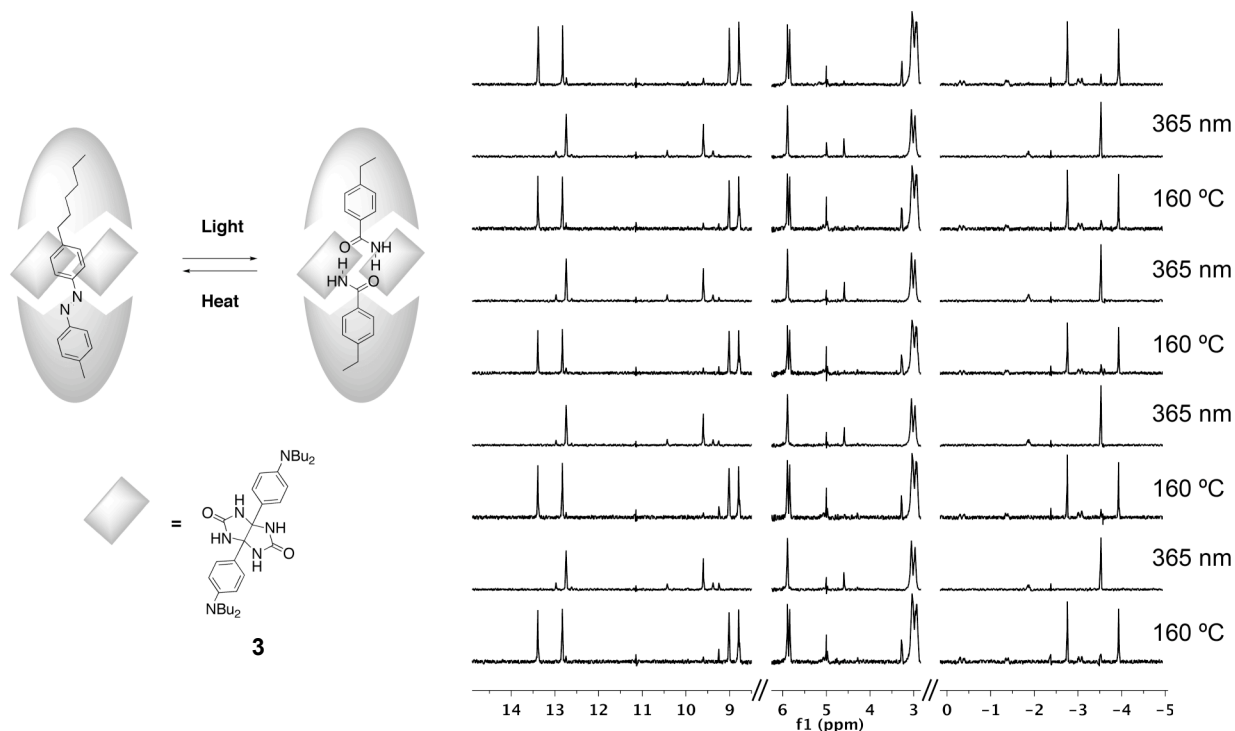 Light
Heat
N
N
O
NH
H
H
HN
O
=
NBu2
O
H
N
H
N
NH
HN
N
H
N
H
O
NBu2
3
365 nm
160 ºC
365 nm
160 ºC
365 nm
160 ºC
365 nm
160 ºC
14 13 12 11 10 9 // 6 5 4 3 // 0 −1 −2 −3 −4 −5
f1 (ppm)